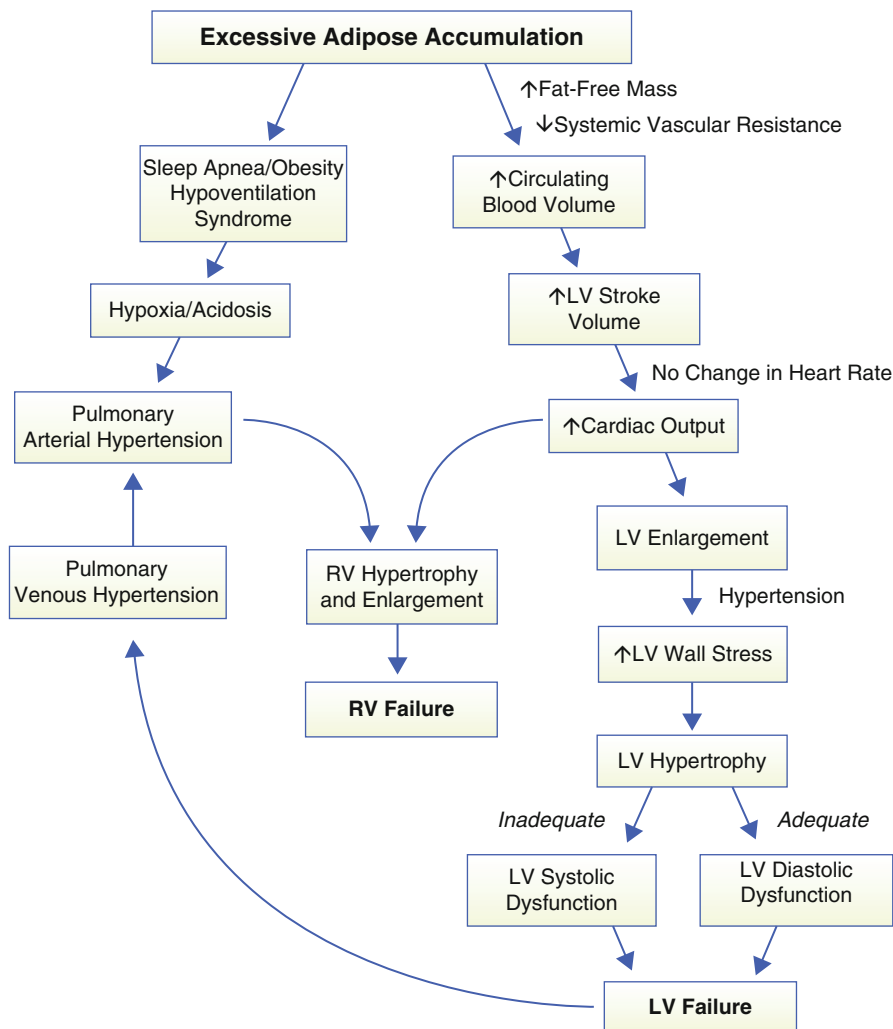 Excessive Adipose Accumulation
↑Fat-Free Mass
↓Systemic Vascular Resistance
Sleep Apnea/Obesity
Hypoventilation
Syndrome
↑Circulating
Blood Volume
Hypoxia/Acidosis
↑LV Stroke
Volume
No Change in Heart Rate
Pulmonary
Arterial Hypertension
↑Cardiac Output
LV Enlargement
Pulmonary
Venous Hypertension
RV Hypertrophy
and Enlargement
Hypertension
↑LV Wall Stress
RV Failure
LV Hypertrophy
Inadequate
Adequate
LV Systolic
Dysfunction
LV Diastolic
Dysfunction
LV Failure